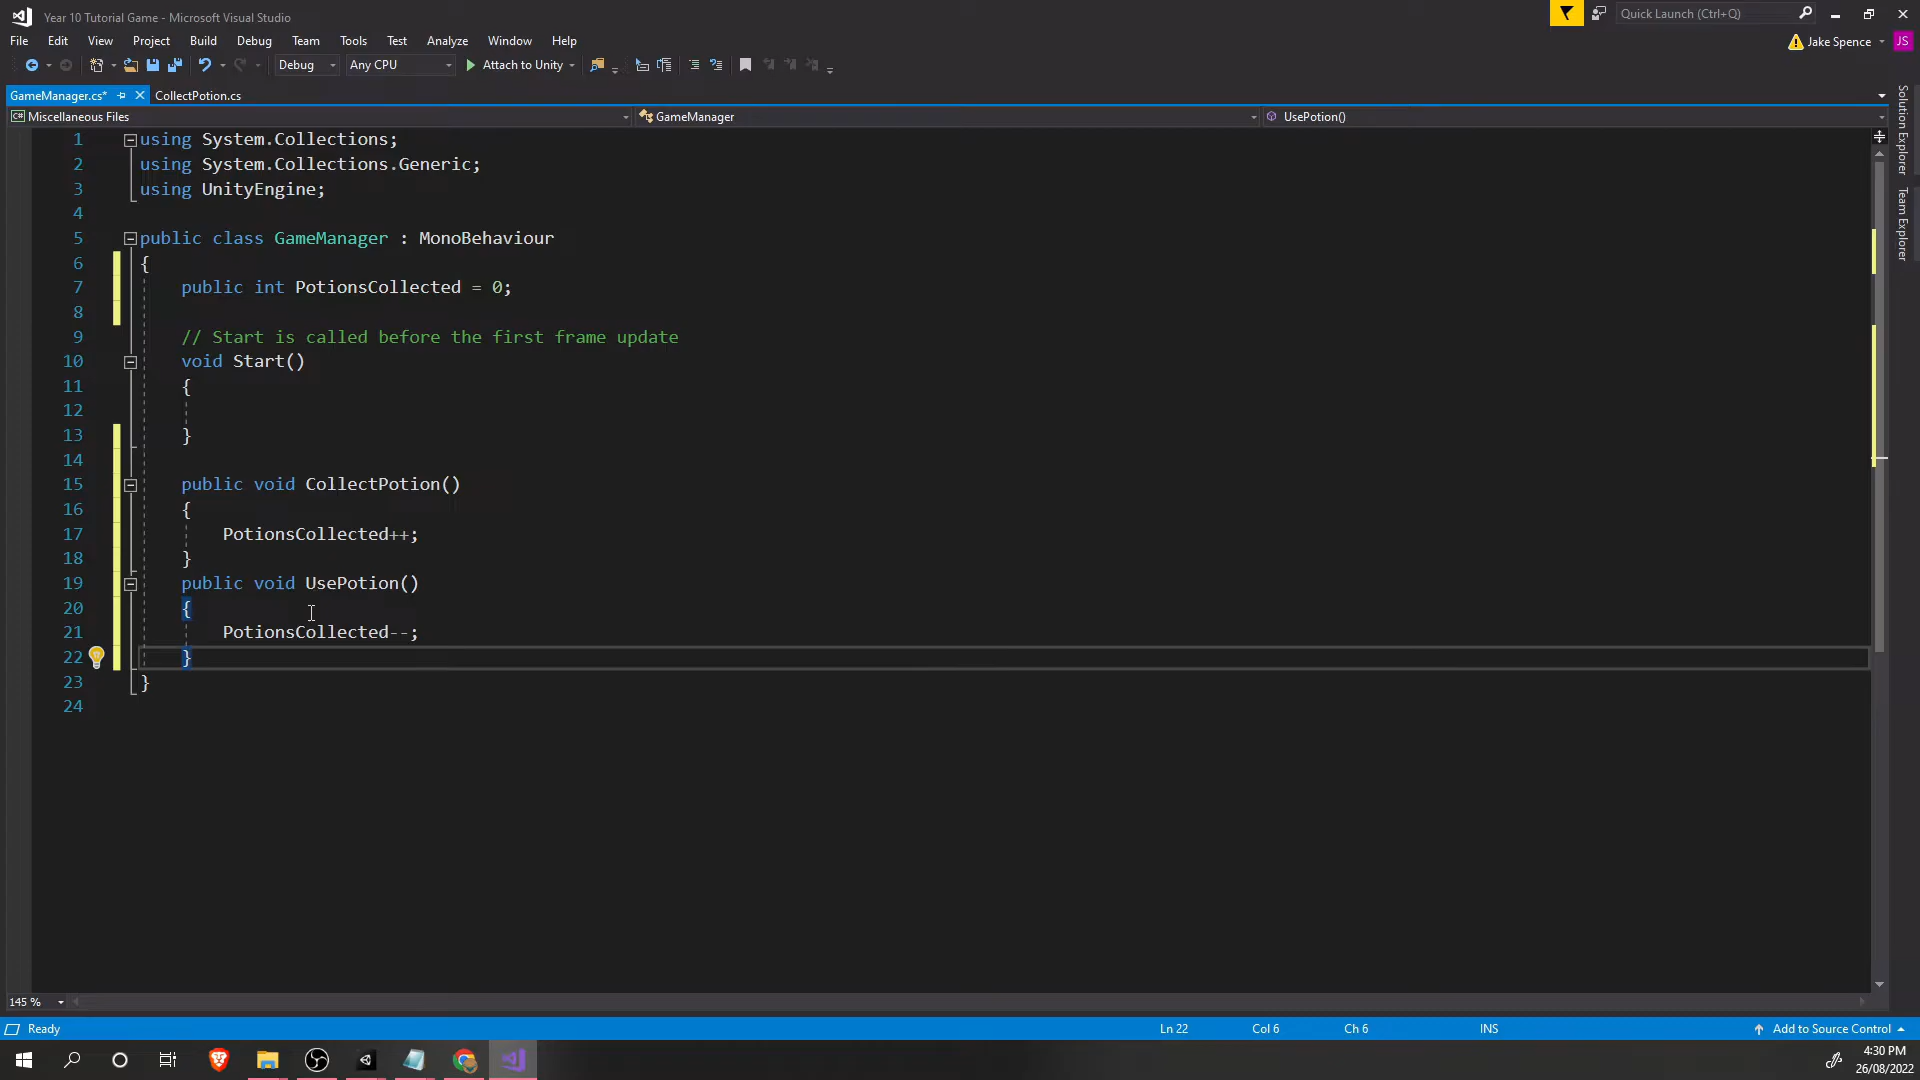 Year 10 Tutorial Game - Microsoft Visual Studio
Quick Launch (Ctrl+Q)
File Edit View Project Build Debug Team Tools Test Analyze Window Help
Jake Spence JS
Debug Any CPU Attach to Unity
GameManager.cs* CollectPotion.cs
C# Miscellaneous Files GameManager UsePotion()
1 using System.Collections;
2 using System.Collections.Generic;
3 using UnityEngine;
4
5 public class GameManager : MonoBehaviour
6 {
7 public int PotionsCollected = 0;
8
9 // Start is called before the first frame update
10 void Start()
11 {
12
13 }
14
15 public void CollectPotion()
16 {
17 PotionsCollected++;
18 }
19 public void UsePotion()
20 {
21 PotionsCollected--;
22 }
23 }
24
Solution Explorer
Team Explorer
145 %
Ready Ln 22 Col 6 Ch 6 INS Add to Source Control
4:30 PM
26/08/2022